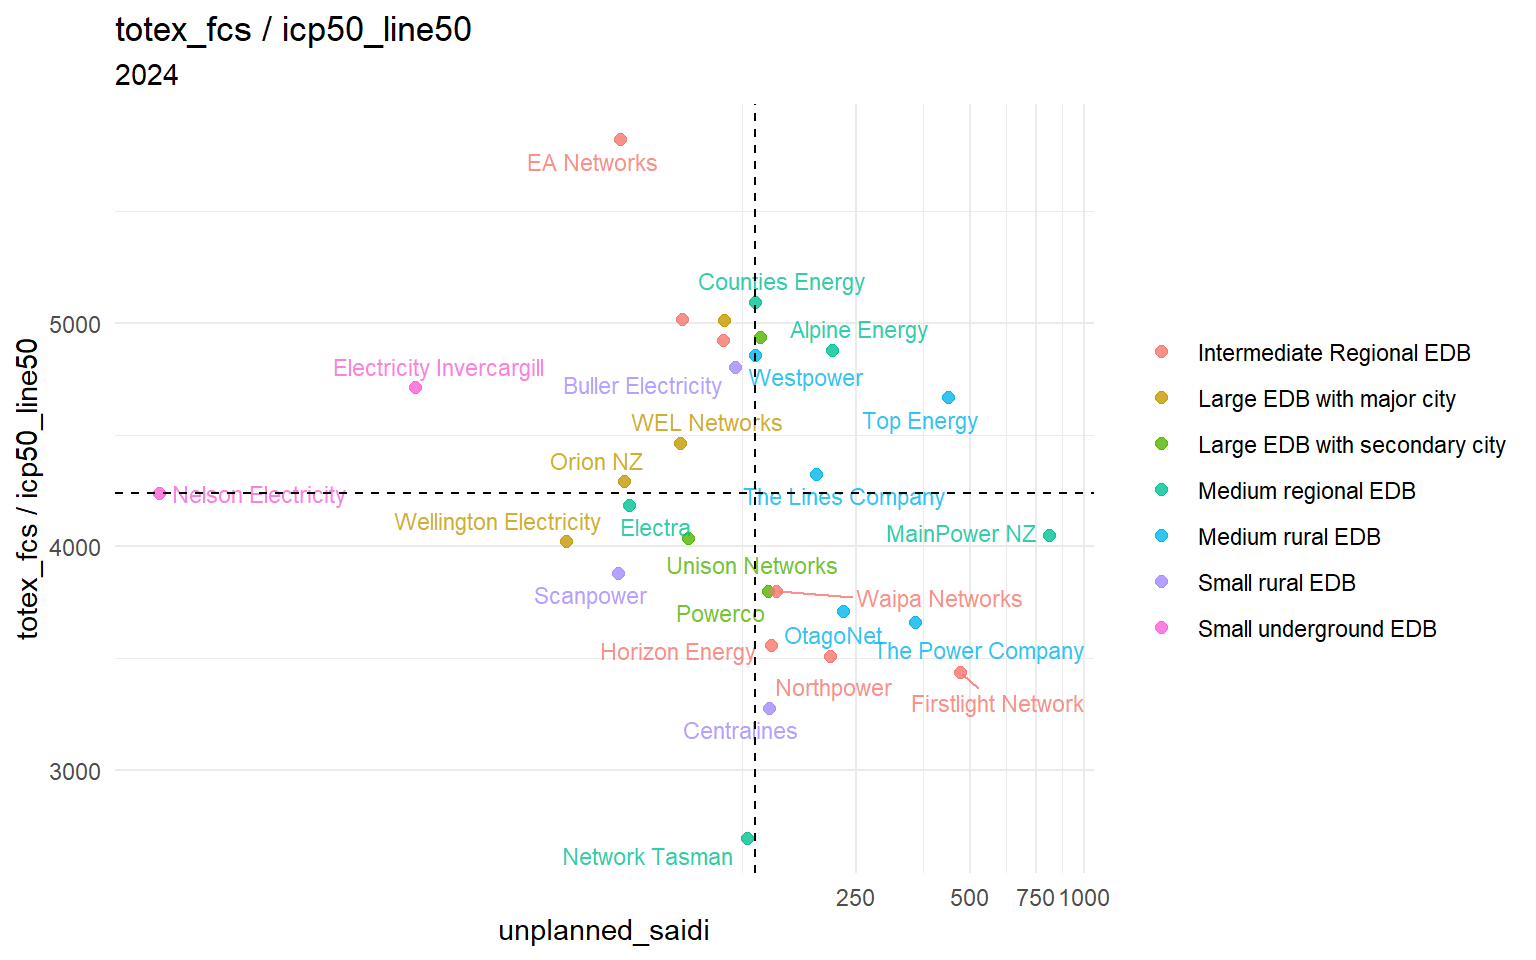 totex_fcs / icp50_line50
2024
EA Networks
Counties Energy
Alpine Energy
Electricity Invercargill
Buller Electricity
Westpower
Top Energy
WEL Networks
Orion NZ
Nelson Electricity
The Lines Company
Wellington Electricity
Electra
MainPower NZ
Unison Networks
Scanpower
Waipa Networks
Powerco
OtagoNet
Horizon Energy
The Power Company
Northpower
Firstlight Network
Centralines
Network Tasman
5000
4000
3000
totex_fcs / icp50_line50
250
500
750
1000
unplanned_saidi
Intermediate Regional EDB
Large EDB with major city
Large EDB with secondary city
Medium regional EDB
Medium rural EDB
Small rural EDB
Small underground EDB